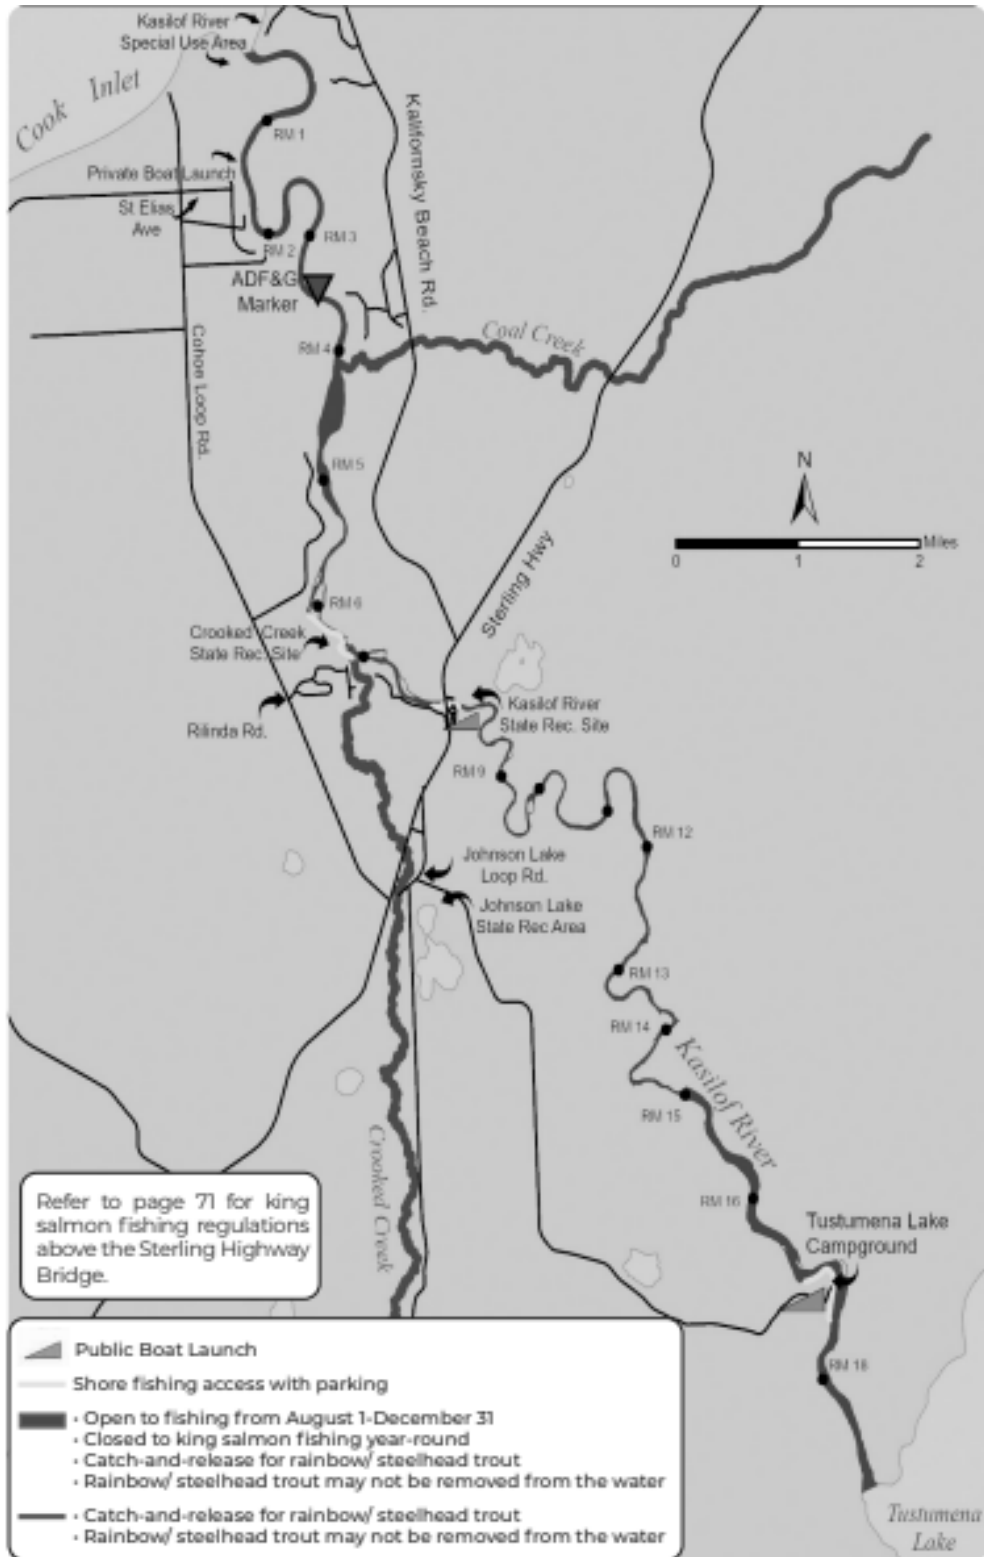 Kasilof River
Special Use Area
Cook Inlet
RM 1
Kalifornsky Beach Rd.
Private Boat Launch
St Elias
Ave
RM 2
RM 3
ADF&G
Marker
Coal Creek
RM 4
Cohoe Loop Rd.
RM 5
N
Miles
0
1
2
Sterling Hwy
RM 6
Crooked Creek
State Rec. Site
Kasilof River
State Rec. Site
Rilinda Rd.
RM 9
RM 12
Johnson Lake
Loop Rd.
Johnson Lake
State Rec Area
RM 13
RM 14
Kasilof River
RM 15
Crooked Creek
RM 16
Refer to page 71 for king
salmon fishing regulations
above the Sterling Highway
Bridge.
Tustumena Lake
Campground
RM 18
Public Boat Launch
Shore fishing access with parking
• Open to fishing from August 1-December 31
• Closed to king salmon fishing year-round
• Catch-and-release for rainbow/ steelhead trout
• Rainbow/ steelhead trout may not be removed from the water
• Catch-and-release for rainbow/ steelhead trout
• Rainbow/ steelhead trout may not be removed from the water
Tustumena
Lake